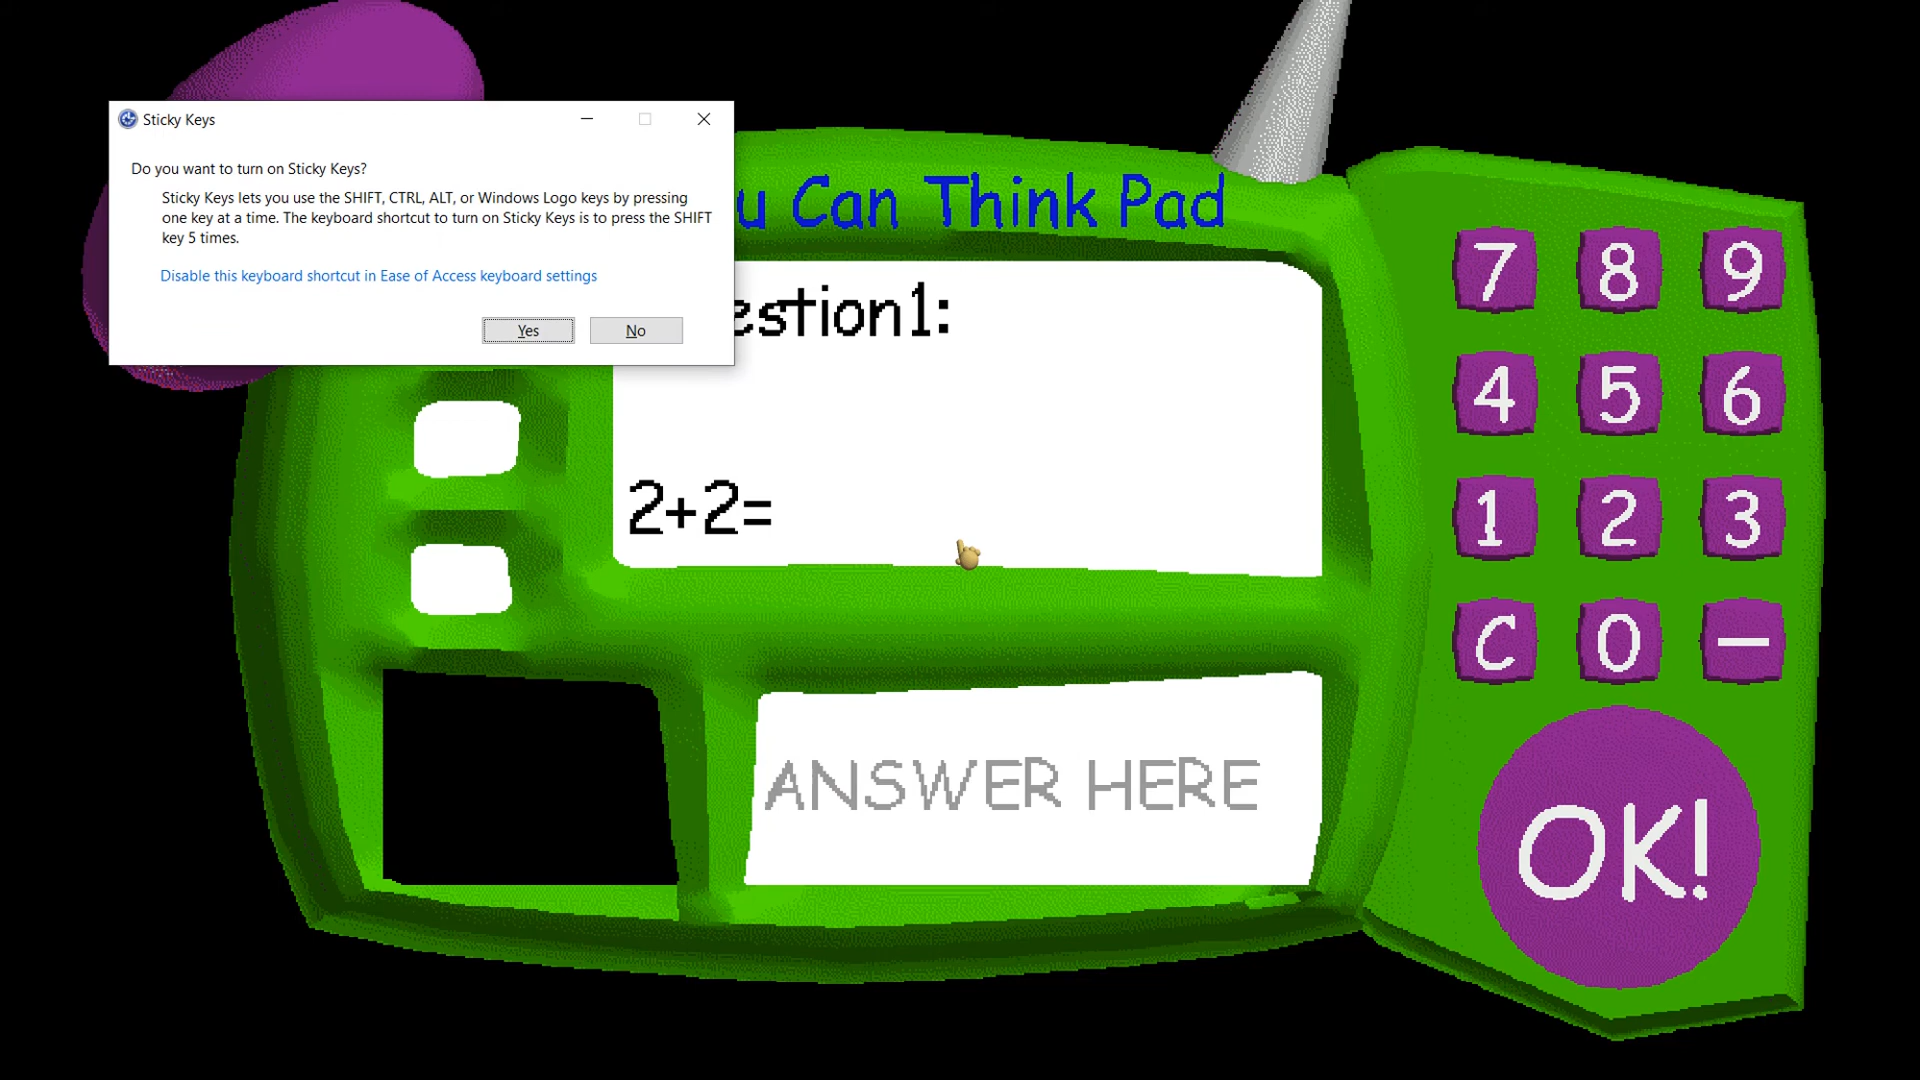 Sticky Keys
Do you want to turn on Sticky Keys?
Sticky Keys lets you use the SHIFT, CTRL, ALT, or Windows Logo keys by pressing
one key at a time. The keyboard shortcut to turn on Sticky Keys is to press the SHIFT
key 5 times.
Disable this keyboard shortcut in Ease of Access keyboard settings
Yes No
u Can Think Pad
estion1:
2+2=
ANSWER HERE
7 8 9
4 5 6
1 2 3
C 0 –
OK!